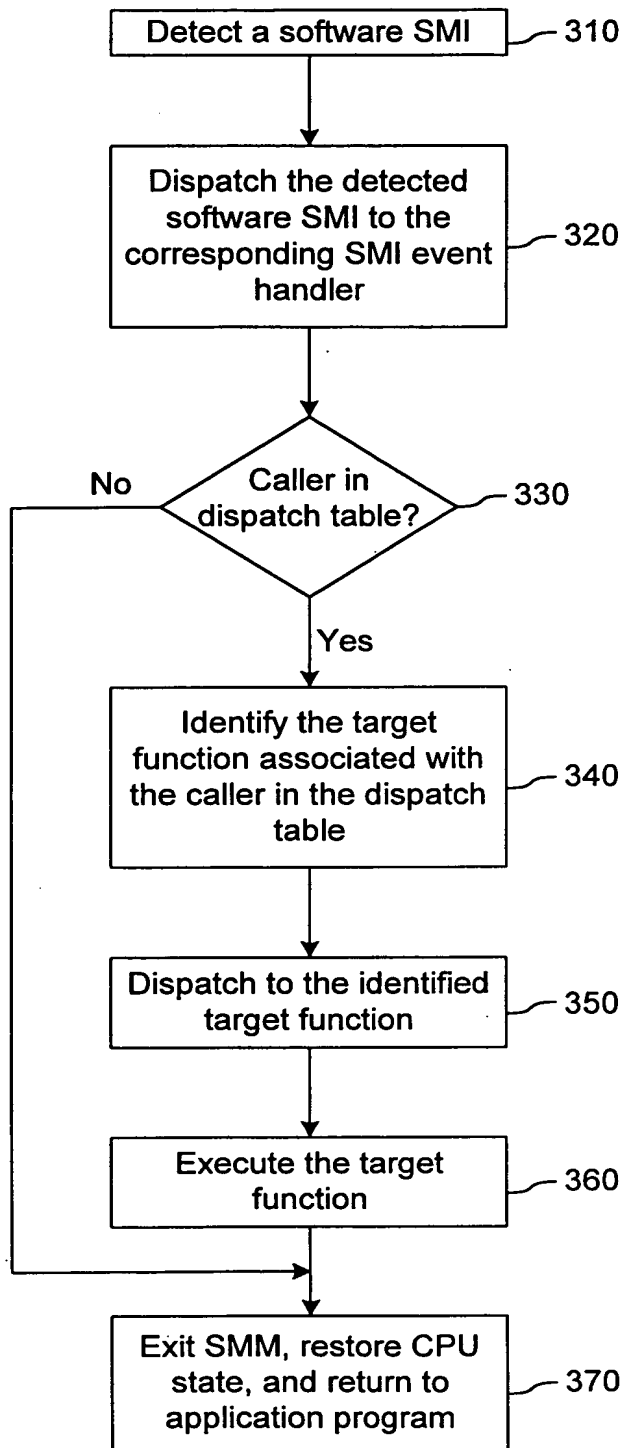 Detect a software SMI
310
Dispatch the detected
software SMI to the
corresponding SMI event
handler
320
No
Caller in
dispatch table?
330
Yes
Identify the target
function associated with
the caller in the dispatch
table
340
Dispatch to the identified
target function
350
Execute the target
function
360
Exit SMM, restore CPU
state, and return to
application program
370